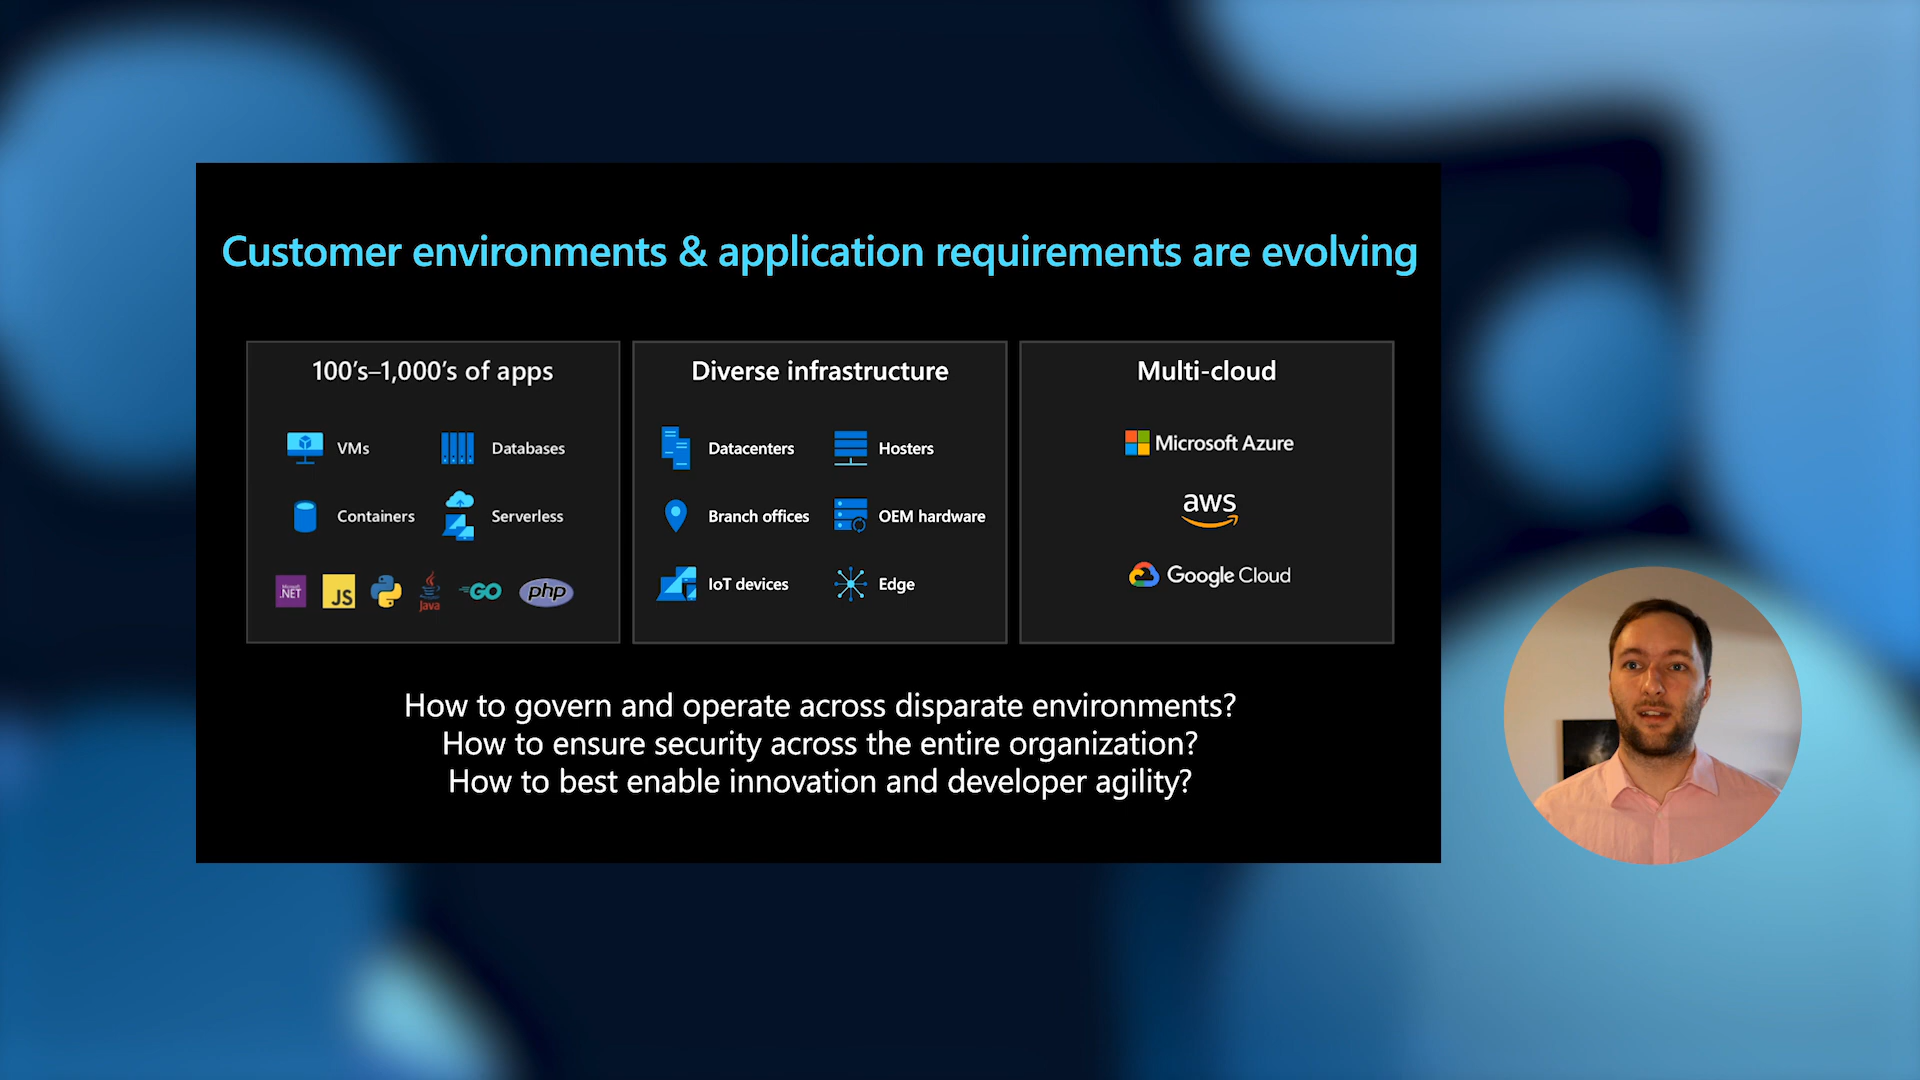 Customer environments & application requirements are evolving
100's–1,000's of apps
VMs
Databases
Containers
Serverless
Microsoft
.NET
JS
Java
GO
php
Diverse infrastructure
Datacenters
Hosters
Branch offices
OEM hardware
IoT devices
Edge
Multi-cloud
Microsoft Azure
aws
Google Cloud
How to govern and operate across disparate environments?
How to ensure security across the entire organization?
How to best enable innovation and developer agility?